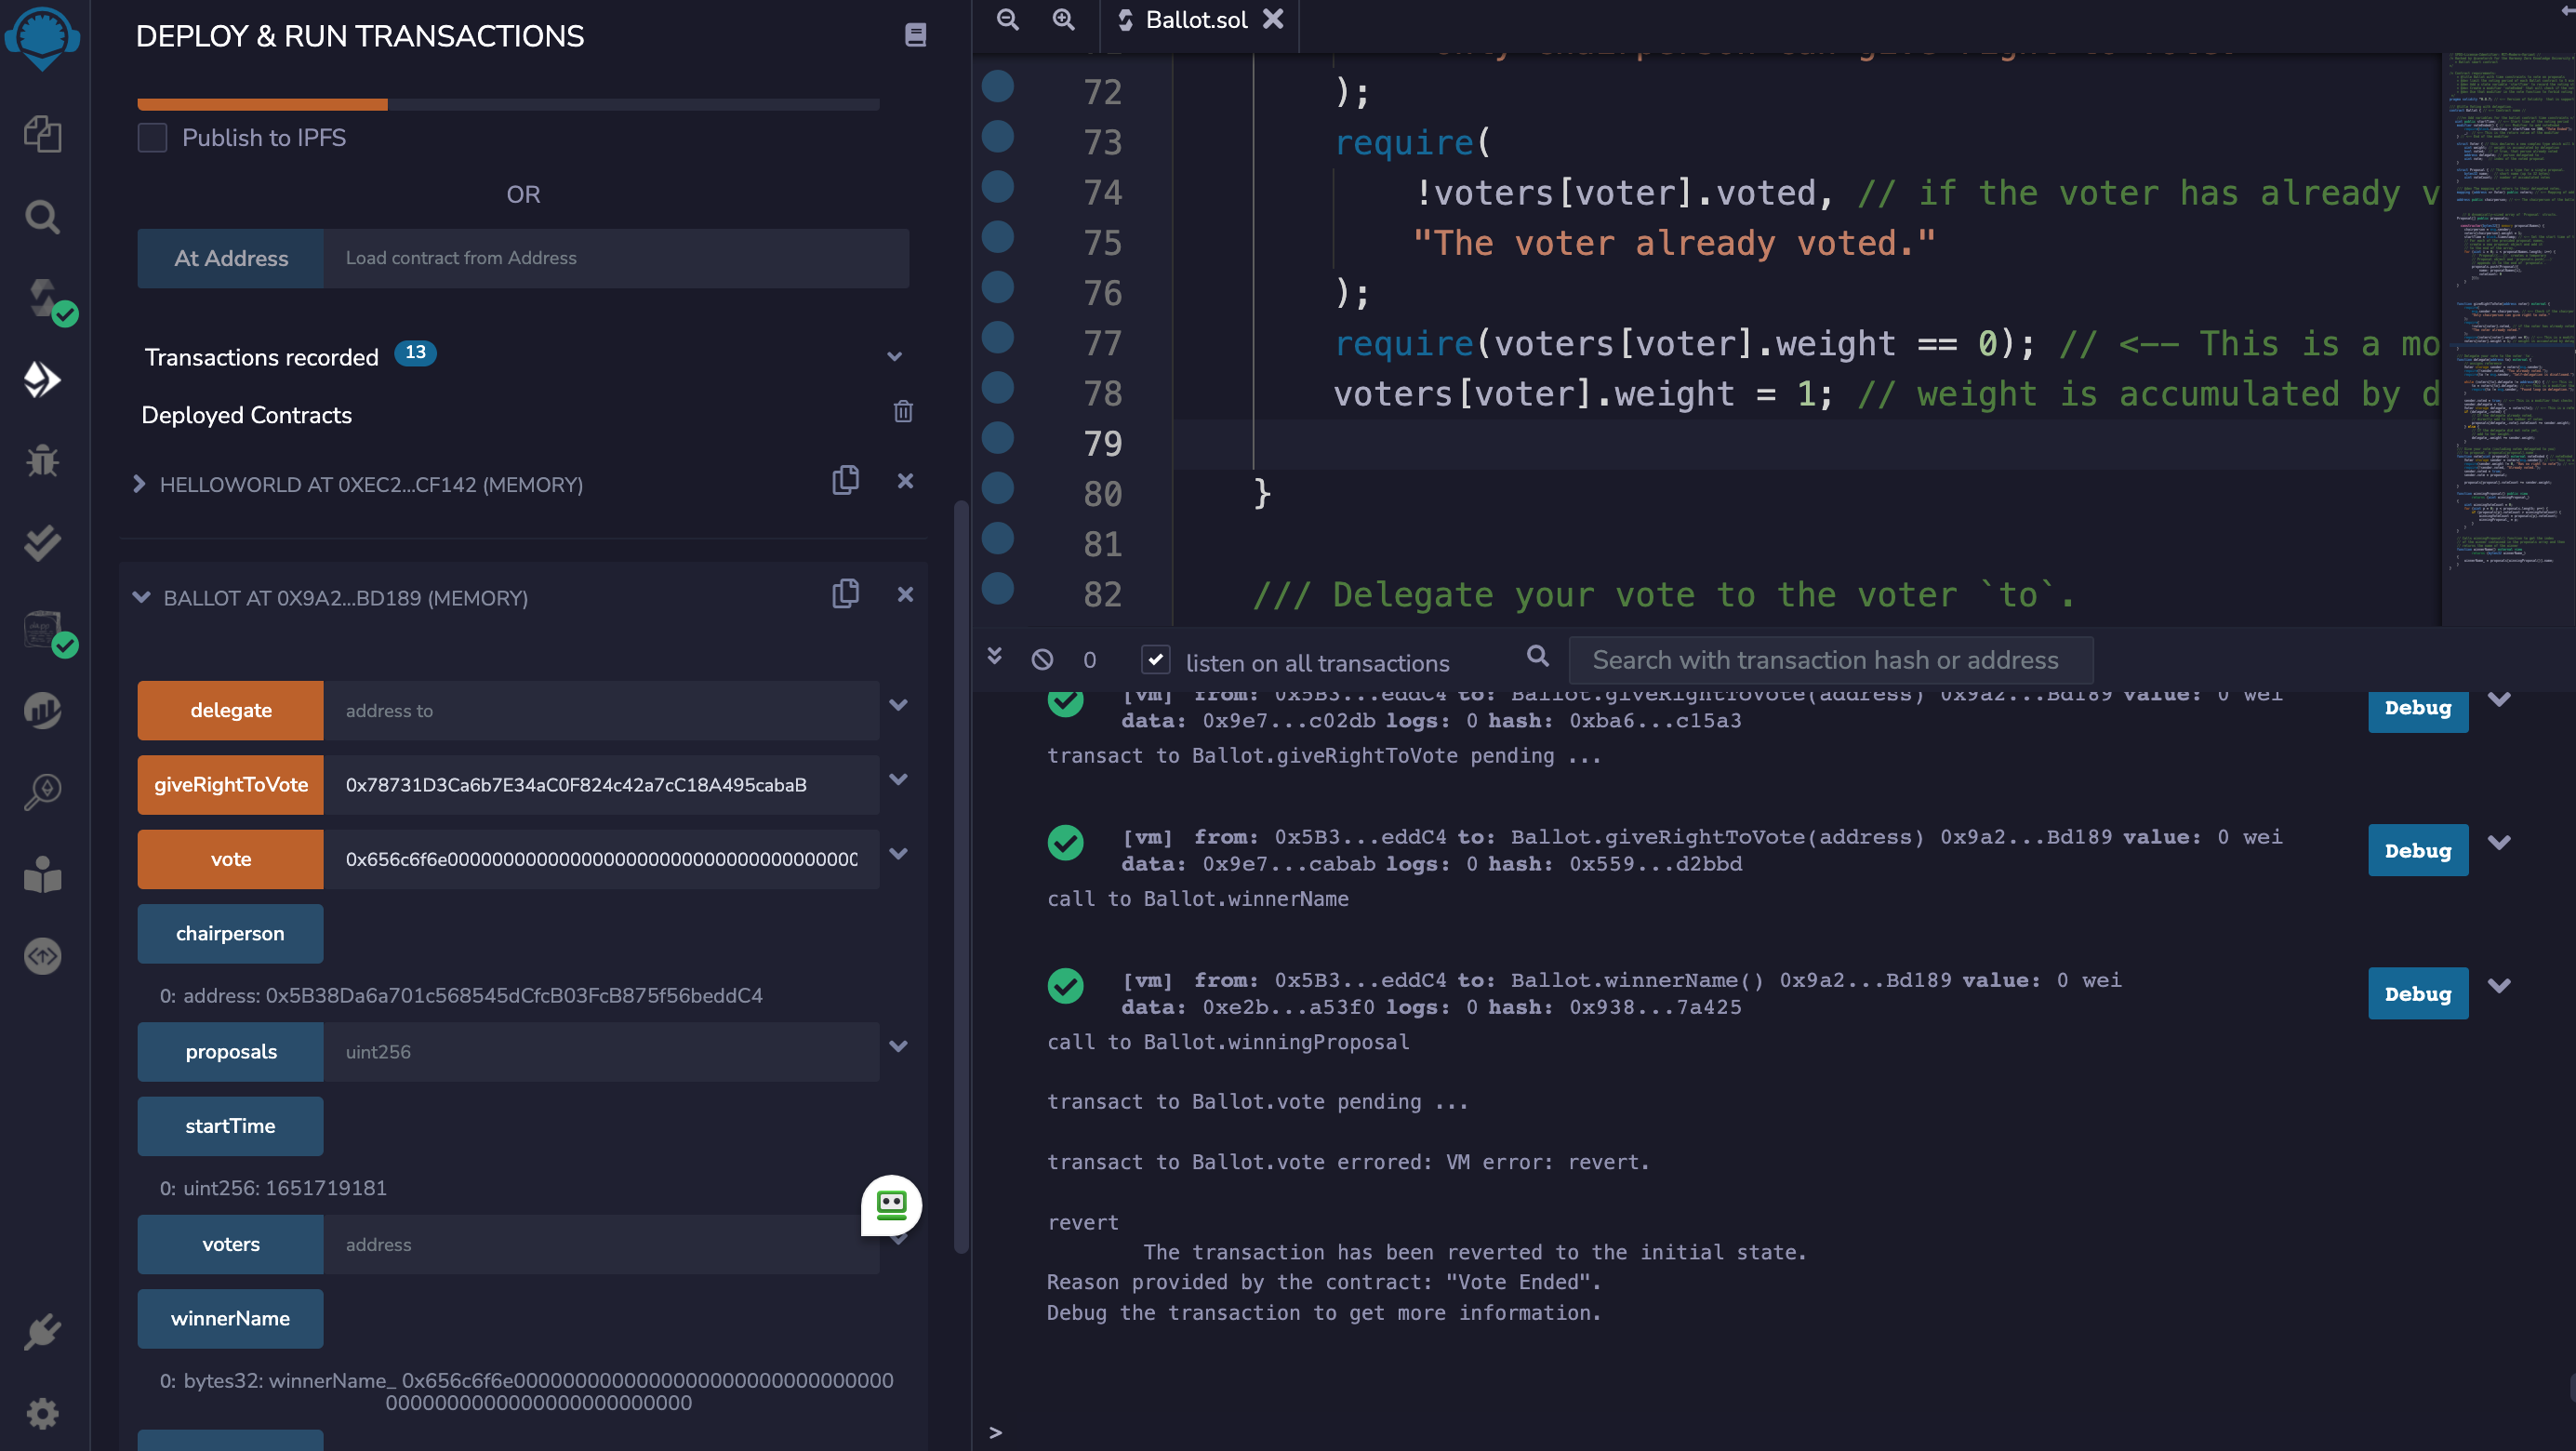 DEPLOY & RUN TRANSACTIONS
Publish to IPFS
OR
At Address
Load contract from Address
Transactions recorded 13
Deployed Contracts
HELLOWORLD AT 0XEC2...CF142 (MEMORY)
BALLOT AT 0X9A2...BD189 (MEMORY)
delegate
address to
giveRightToVote
0x78731D3Ca6b7E34aC0F824c42a7cC18A495cabaB
vote
chairperson
0: address: 0x5B38Da6a701c568545dCfcB03FcB875f56beddC4
proposals
uint256
startTime
0: uint256: 1651719181
voters
address
winnerName
0: bytes32: winnerName_
Ballot.sol
72 );
73 require(
74 !voters[voter].voted, // if the voter has already v
75 "The voter already voted."
76 );
77 require(voters[voter].weight == 0); // <-- This is a mo
78 voters[voter].weight = 1; // weight is accumulated by d
79
80 }
81
82 /// Delegate your vote to the voter `to`.
0
listen on all transactions
Search with transaction hash or address
[vm] from: 0x5B3...eddC4 to: Ballot.giveRightToVote(address) 0x9a2...Bd189 value: 0 wei
data: 0x9e7...c02db logs: 0 hash: 0xba6...c15a3
Debug
transact to Ballot.giveRightToVote pending ...
[vm] from: 0x5B3...eddC4 to: Ballot.giveRightToVote(address) 0x9a2...Bd189 value: 0 wei
data: 0x9e7...cabab logs: 0 hash: 0x559...d2bbd
Debug
call to Ballot.winnerName
[vm] from: 0x5B3...eddC4 to: Ballot.winnerName() 0x9a2...Bd189 value: 0 wei
data: 0xe2b...a53f0 logs: 0 hash: 0x938...7a425
Debug
call to Ballot.winningProposal
transact to Ballot.vote pending ...
transact to Ballot.vote errored: VM error: revert.
revert
The transaction has been reverted to the initial state.
Reason provided by the contract: "Vote Ended".
Debug the transaction to get more information.
>